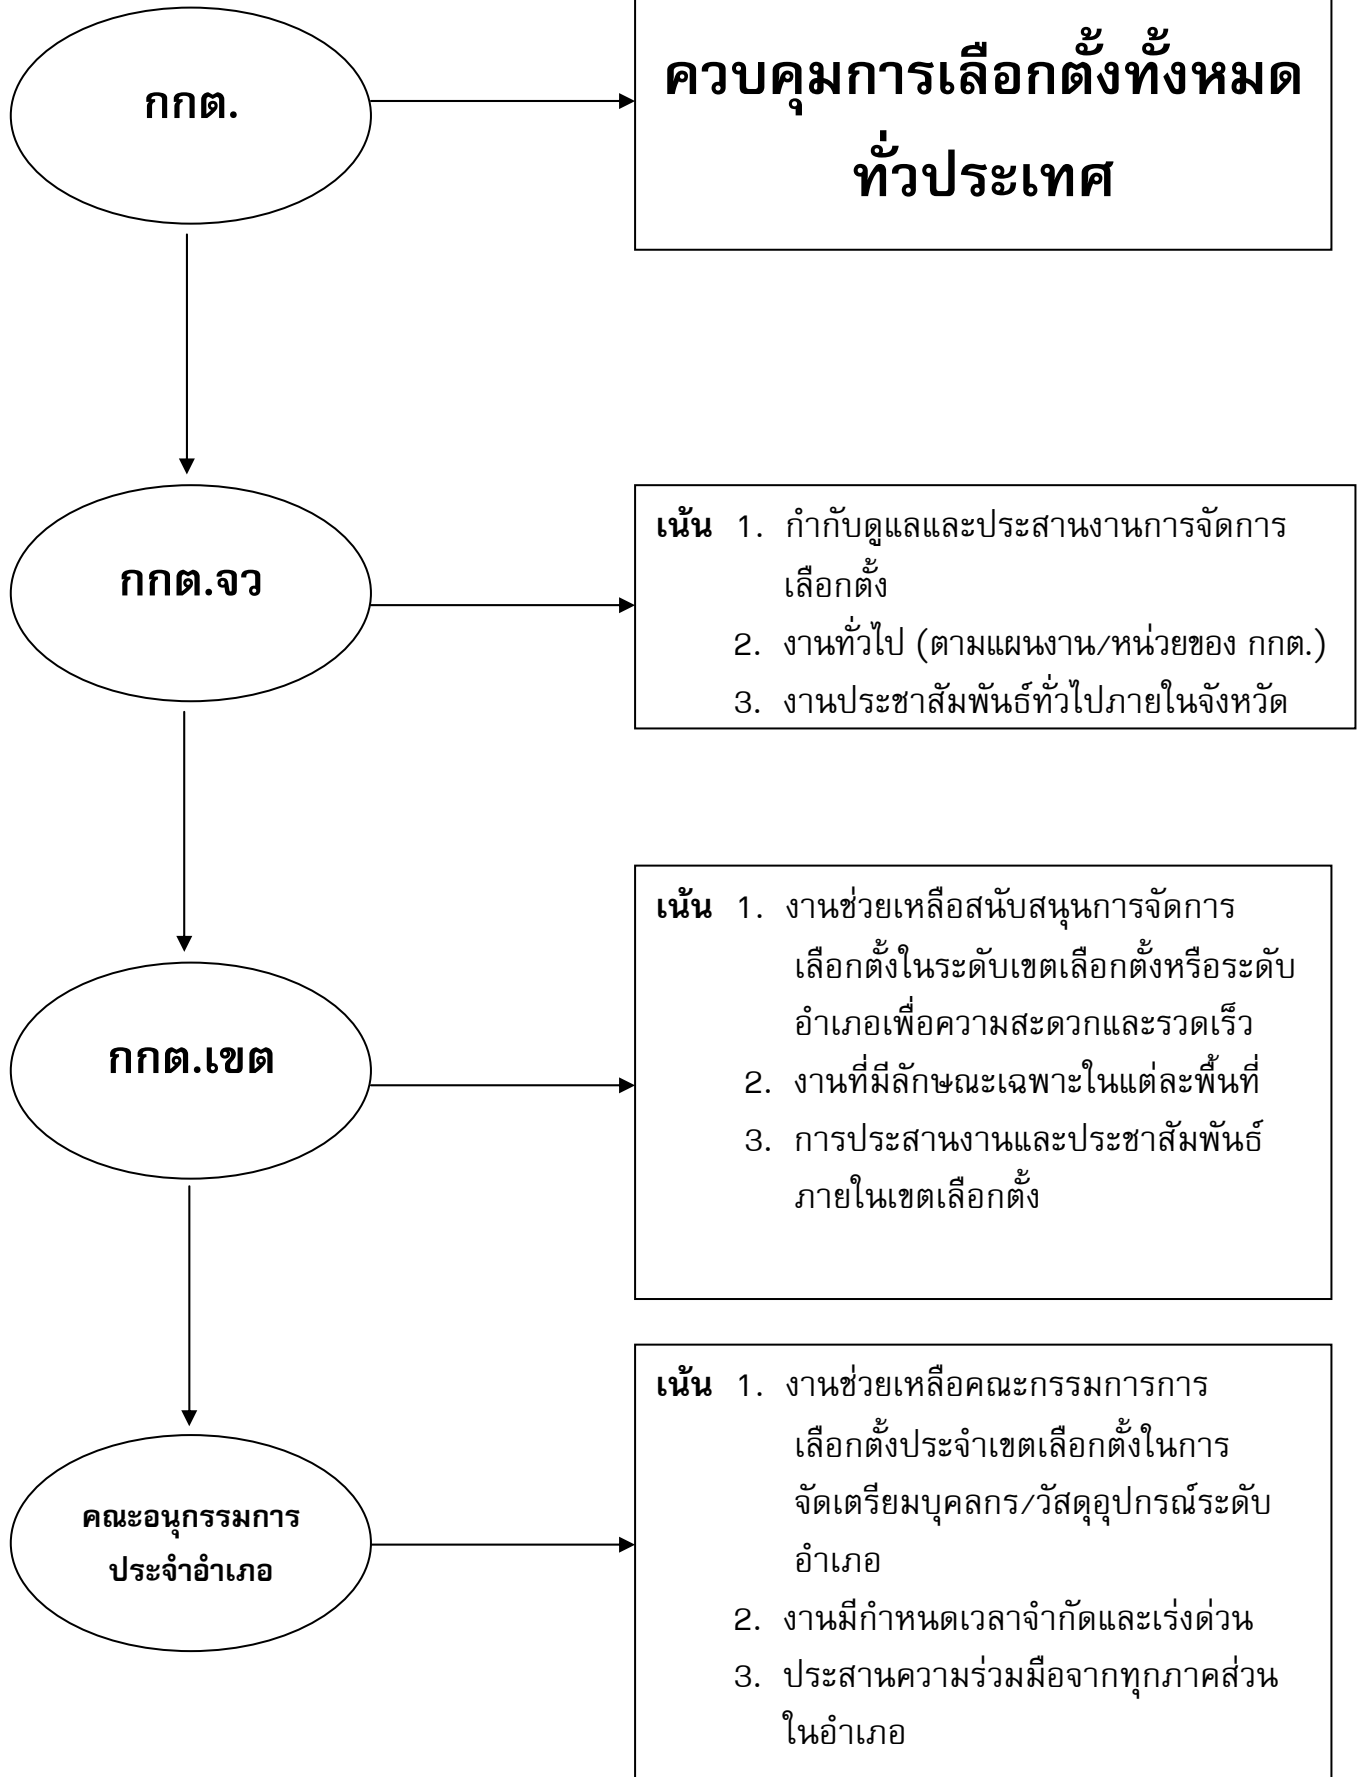 กกต.
ควบคุมการเลือกตั้งทั้งหมด
ทั่วประเทศ
กกต.จว
เน้น 1. กำกับดูแลและประสานงานการจัดการ
เลือกตั้ง
2. งานทั่วไป (ตามแผนงาน/หน่วยของ กกต.)
3. งานประชาสัมพันธ์ทั่วไปภายในจังหวัด
กกต.เขต
เน้น 1. งานช่วยเหลือสนับสนุนการจัดการ
เลือกตั้งในระดับเขตเลือกตั้งหรือระดับ
อำเภอเพื่อความสะดวกและรวดเร็ว
2. งานที่มีลักษณะเฉพาะในแต่ละพื้นที่
3. การประสานงานและประชาสัมพันธ์
ภายในเขตเลือกตั้ง
คณะอนุกรรมการ
ประจำอำเภอ
เน้น 1. งานช่วยเหลือคณะกรรมการการ
เลือกตั้งประจำเขตเลือกตั้งในการ
จัดเตรียมบุคลกร/วัสดุอุปกรณ์ระดับ
อำเภอ
2. งานมีกำหนดเวลาจำกัดและเร่งด่วน
3. ประสานความร่วมมือจากทุกภาคส่วน
ในอำเภอ